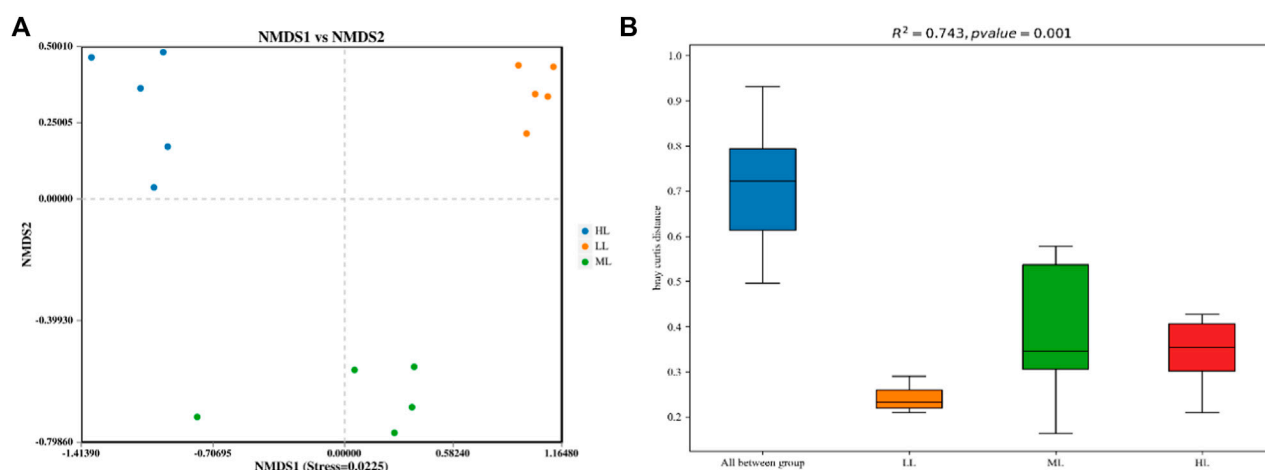 A
NMDS1 vs NMDS2
0.50010
0.25005
0.00000
-0.39930
-0.79860
NMDS2
-1.41390 -0.70695 0.00000 0.58240 1.16480
NMDS1 (Stress=0.0225)
HL
LL
ML
B
R² = 0.743, pvalue = 0.001
1.0
0.9
0.8
0.7
0.6
0.5
0.4
0.3
0.2
bray curtis distance
All between group LL ML HL